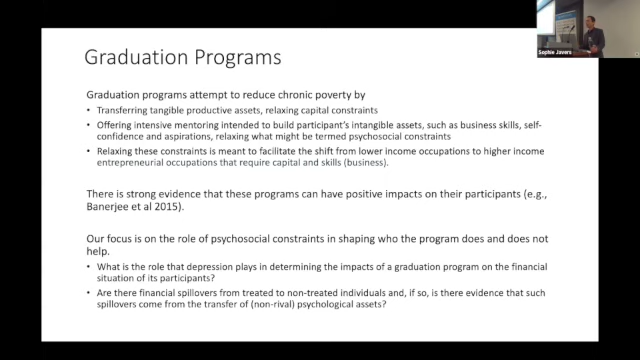 Graduation Programs
Graduation programs attempt to reduce chronic poverty by
• Transferring tangible productive assets, relaxing capital constraints
• Offering intensive mentoring intended to build participant's intangible assets, such as business skills, self-
confidence and aspirations, relaxing what might be termed psychosocial constraints
• Relaxing these constraints is meant to facilitate the shift from lower income occupations to higher income
entrepreneurial occupations that require capital and skills (business).
There is strong evidence that these programs can have positive impacts on their participants (e.g.,
Banerjee et al 2015).
Our focus is on the role of psychosocial constraints in shaping who the program does and does not
help.
• What is the role that depression plays in determining the impacts of a graduation program on the financial
situation of its participants?
• Are there financial spillovers from treated to non-treated individuals and, if so, is there evidence that such
spillovers come from the transfer of (non-rival) psychological assets?
Sophie Javers